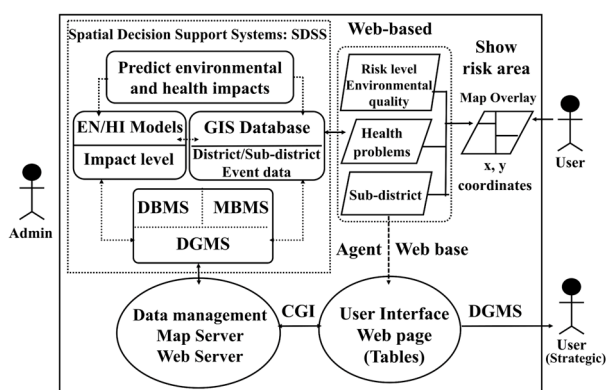 Spatial Decision Support Systems: SDSS
Predict environmental
and health impacts
EN/HI Models
Impact level
GIS Database
District/Sub-district
Event data
DBMS
MBMS
DGMS
Admin
Web-based
Risk level
Environmental
quality
Health
problems
Sub-district
Show
risk area
Map Overlay
x, y
coordinates
User
Agent
Web base
Data management
Map Server
Web Server
CGI
User Interface
Web page
(Tables)
DGMS
User
(Strategic)